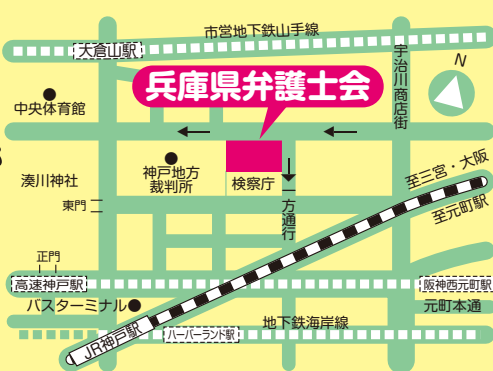 市営地下鉄山手線
大倉山駅
宇治川商店街
N
兵庫県弁護士会
中央体育館
湊川神社
神戸地方
裁判所
検察庁
一方通行
至三宮・大阪
至元町駅
東門
正門
高速神戸駅
阪神西元町駅
バスターミナル
元町本通
地下鉄海岸線
ハーバーランド駅
JR神戸駅